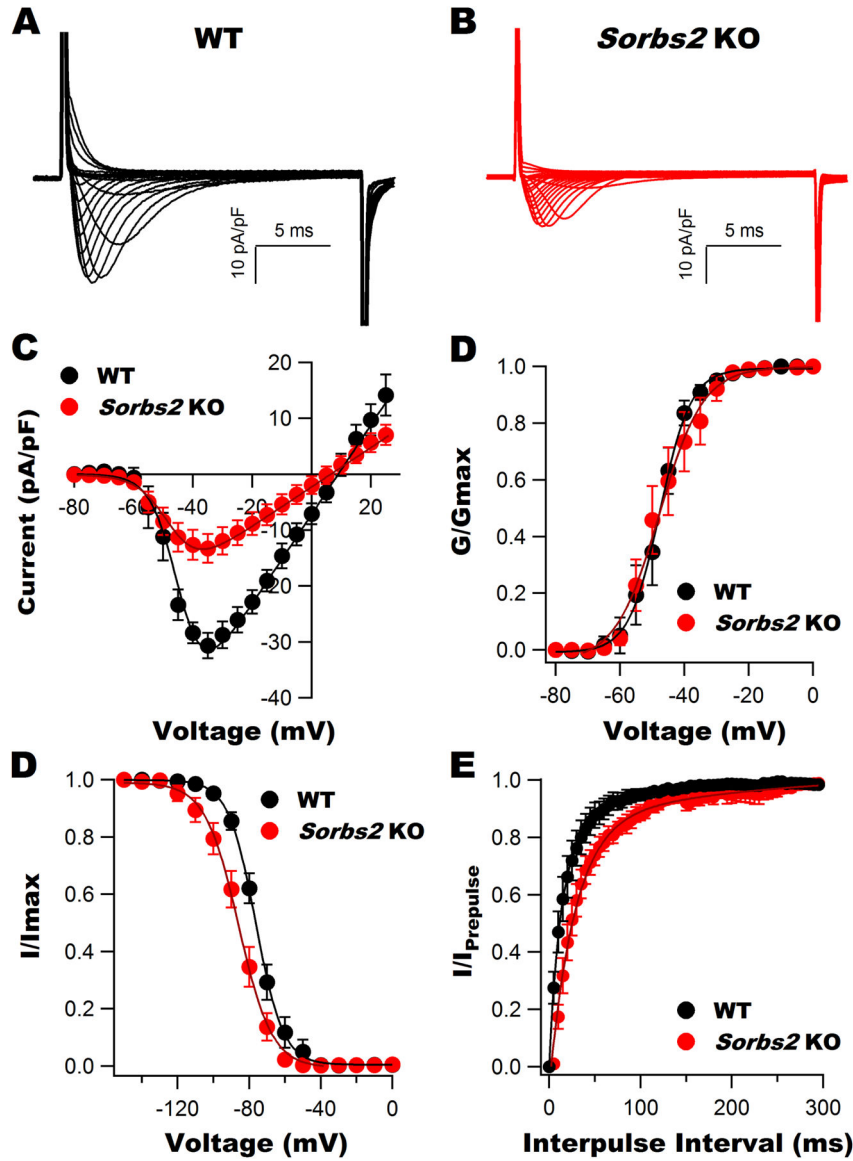 A
WT
B
Sorbs2 KO
5 ms
10 pA/pF
5 ms
10 pA/pF
C
WT
Sorbs2 KO
20
10
-80
-60
-40
-20
20
-10
-20
-30
-40
Current (pA/pF)
Voltage (mV)
D
1.0
0.8
0.6
0.4
0.2
0.0
G/Gmax
WT
Sorbs2 KO
-80
-60
-40
-20
0
Voltage (mV)
D
1.0
0.8
0.6
0.4
0.2
0.0
I/Imax
WT
Sorbs2 KO
-120
-80
-40
0
Voltage (mV)
E
1.0
0.8
0.6
0.4
0.2
0.0
I/IPrepulse
WT
Sorbs2 KO
0
100
200
300
Interpulse Interval (ms)